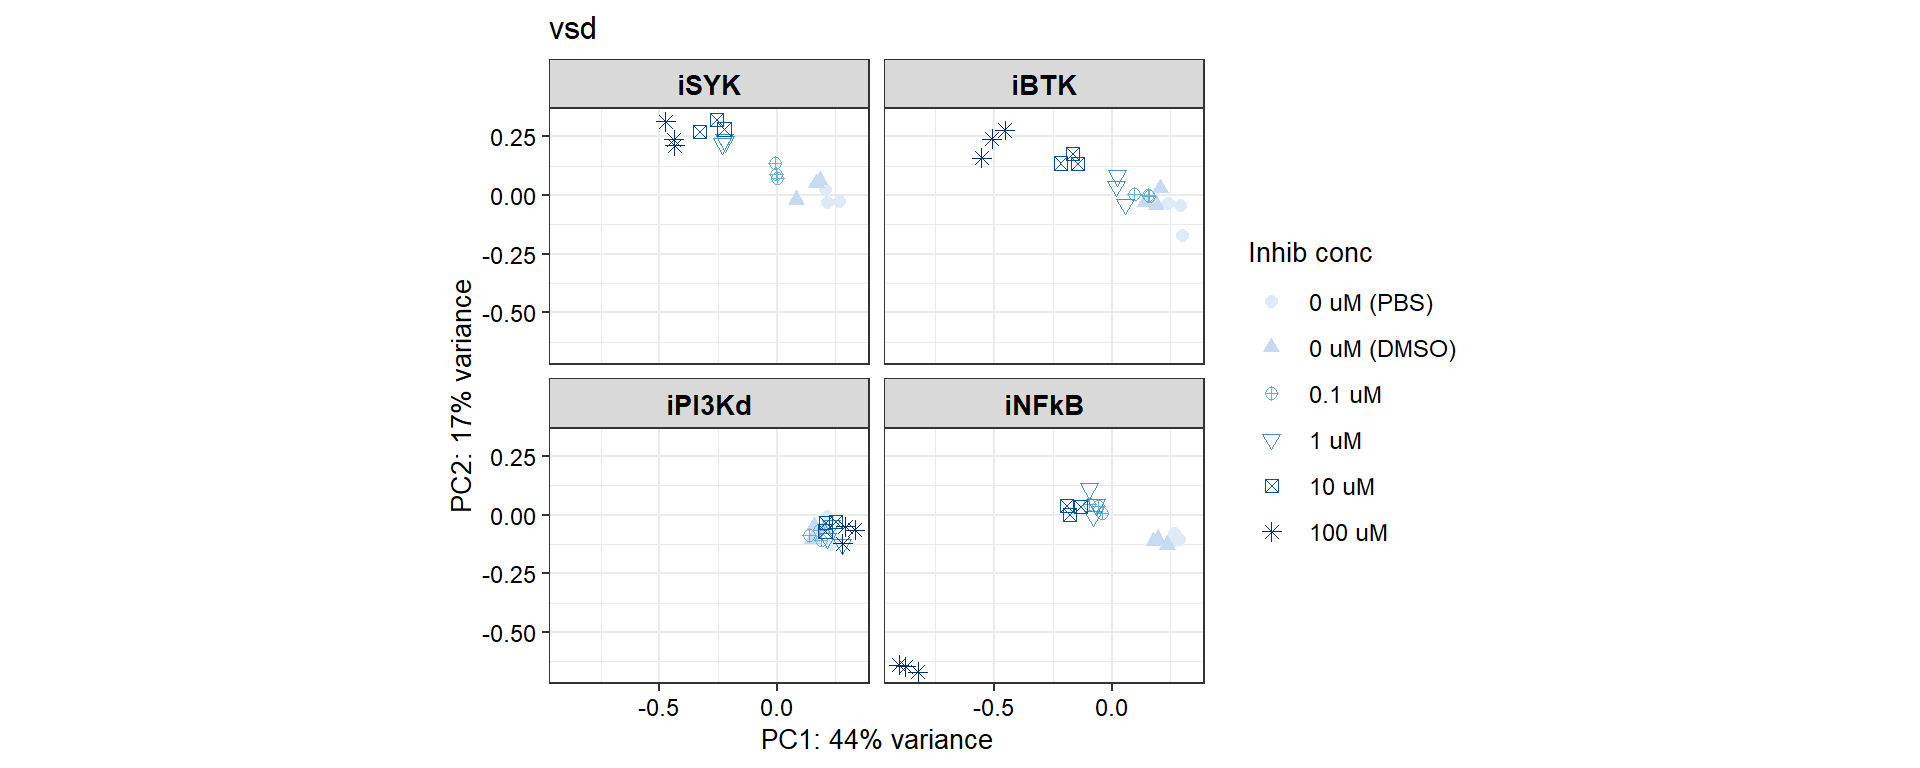 vsd
iSYK
iBTK
0.25
0.00
-0.25
-0.50
iPI3Kd
iNFkB
0.25
0.00
-0.25
-0.50
-0.5
0.0
-0.5
0.0
PC1: 44% variance
PC2: 17% variance
Inhib conc
0 uM (PBS)
0 uM (DMSO)
0.1 uM
1 uM
10 uM
100 uM